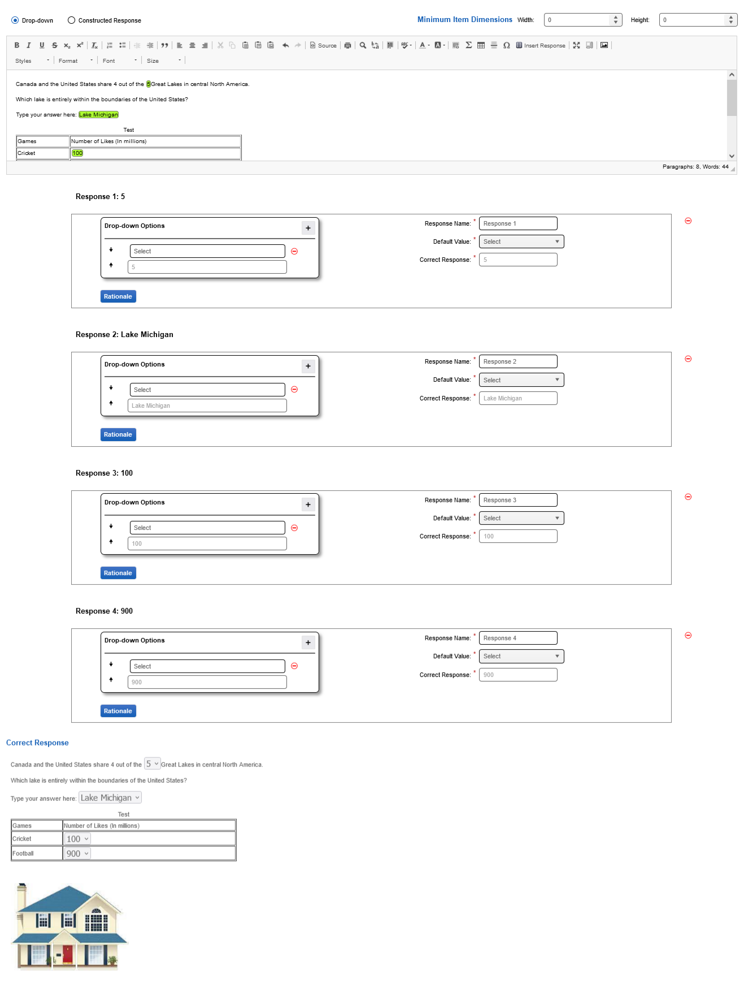 Drop-down Constructed Response Minimum Item Dimensions Width: 0 Height: 0
B I U S x₂ x² Tx Source Insert Response
Styles Format Font Size
Canada and the United States share 4 out of the 5Great Lakes in central North America.
Which lake is entirely within the boundaries of the United States?
Type your answer here: Lake Michigan
Test
Games Number of Likes (In millions)
Cricket 100
Paragraphs: 8, Words: 44
Response 1: 5
Drop-down Options +
Select
5
Rationale
Response Name: * Response 1
Default Value: * Select
Correct Response: * 5
Response 2: Lake Michigan
Drop-down Options +
Select
Lake Michigan
Rationale
Response Name: * Response 2
Default Value: * Select
Correct Response: * Lake Michigan
Response 3: 100
Drop-down Options +
Select
100
Rationale
Response Name: * Response 3
Default Value: * Select
Correct Response: * 100
Response 4: 900
Drop-down Options +
Select
900
Rationale
Response Name: * Response 4
Default Value: * Select
Correct Response: * 900
Correct Response
Canada and the United States share 4 out of the 5 Great Lakes in central North America.
Which lake is entirely within the boundaries of the United States?
Type your answer here: Lake Michigan
Test
Games Number of Likes (In millions)
Cricket 100
Football 900